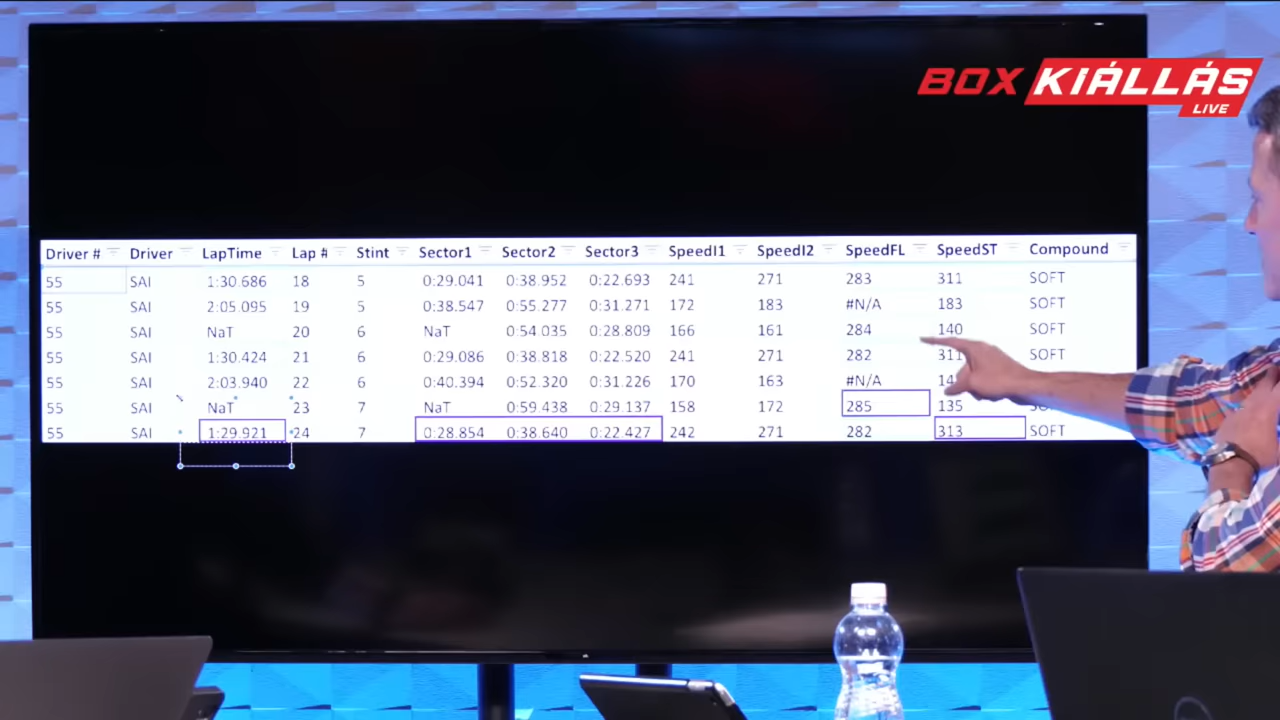 BOX KIÁLLÁS
LIVE
Driver # Driver LapTime Lap # Stint Sector1 Sector2 Sector3 SpeedI1 SpeedI2 SpeedFL SpeedST Compound
55 SAI 1:30.686 18 5 0:29.041 0:38.952 0:22.693 241 271 283 311 SOFT
55 SAI 2:05.095 19 5 0:38.547 0:55.277 0:31.271 172 183 #N/A 183 SOFT
55 SAI NaT 20 6 NaT 0:54.035 0:28.809 166 161 284 140 SOFT
55 SAI 1:30.424 21 6 0:29.086 0:38.818 0:22.520 241 271 282 311 SOFT
55 SAI 2:03.940 22 6 0:40.394 0:52.320 0:31.226 170 163 #N/A SOFT
55 SAI NaT 23 7 NaT 0:59.438 0:29.137 158 172 285 135 SOFT
55 SAI 1:29.921 24 7 0:28.854 0:38.640 0:22.427 242 271 282 313 SOFT